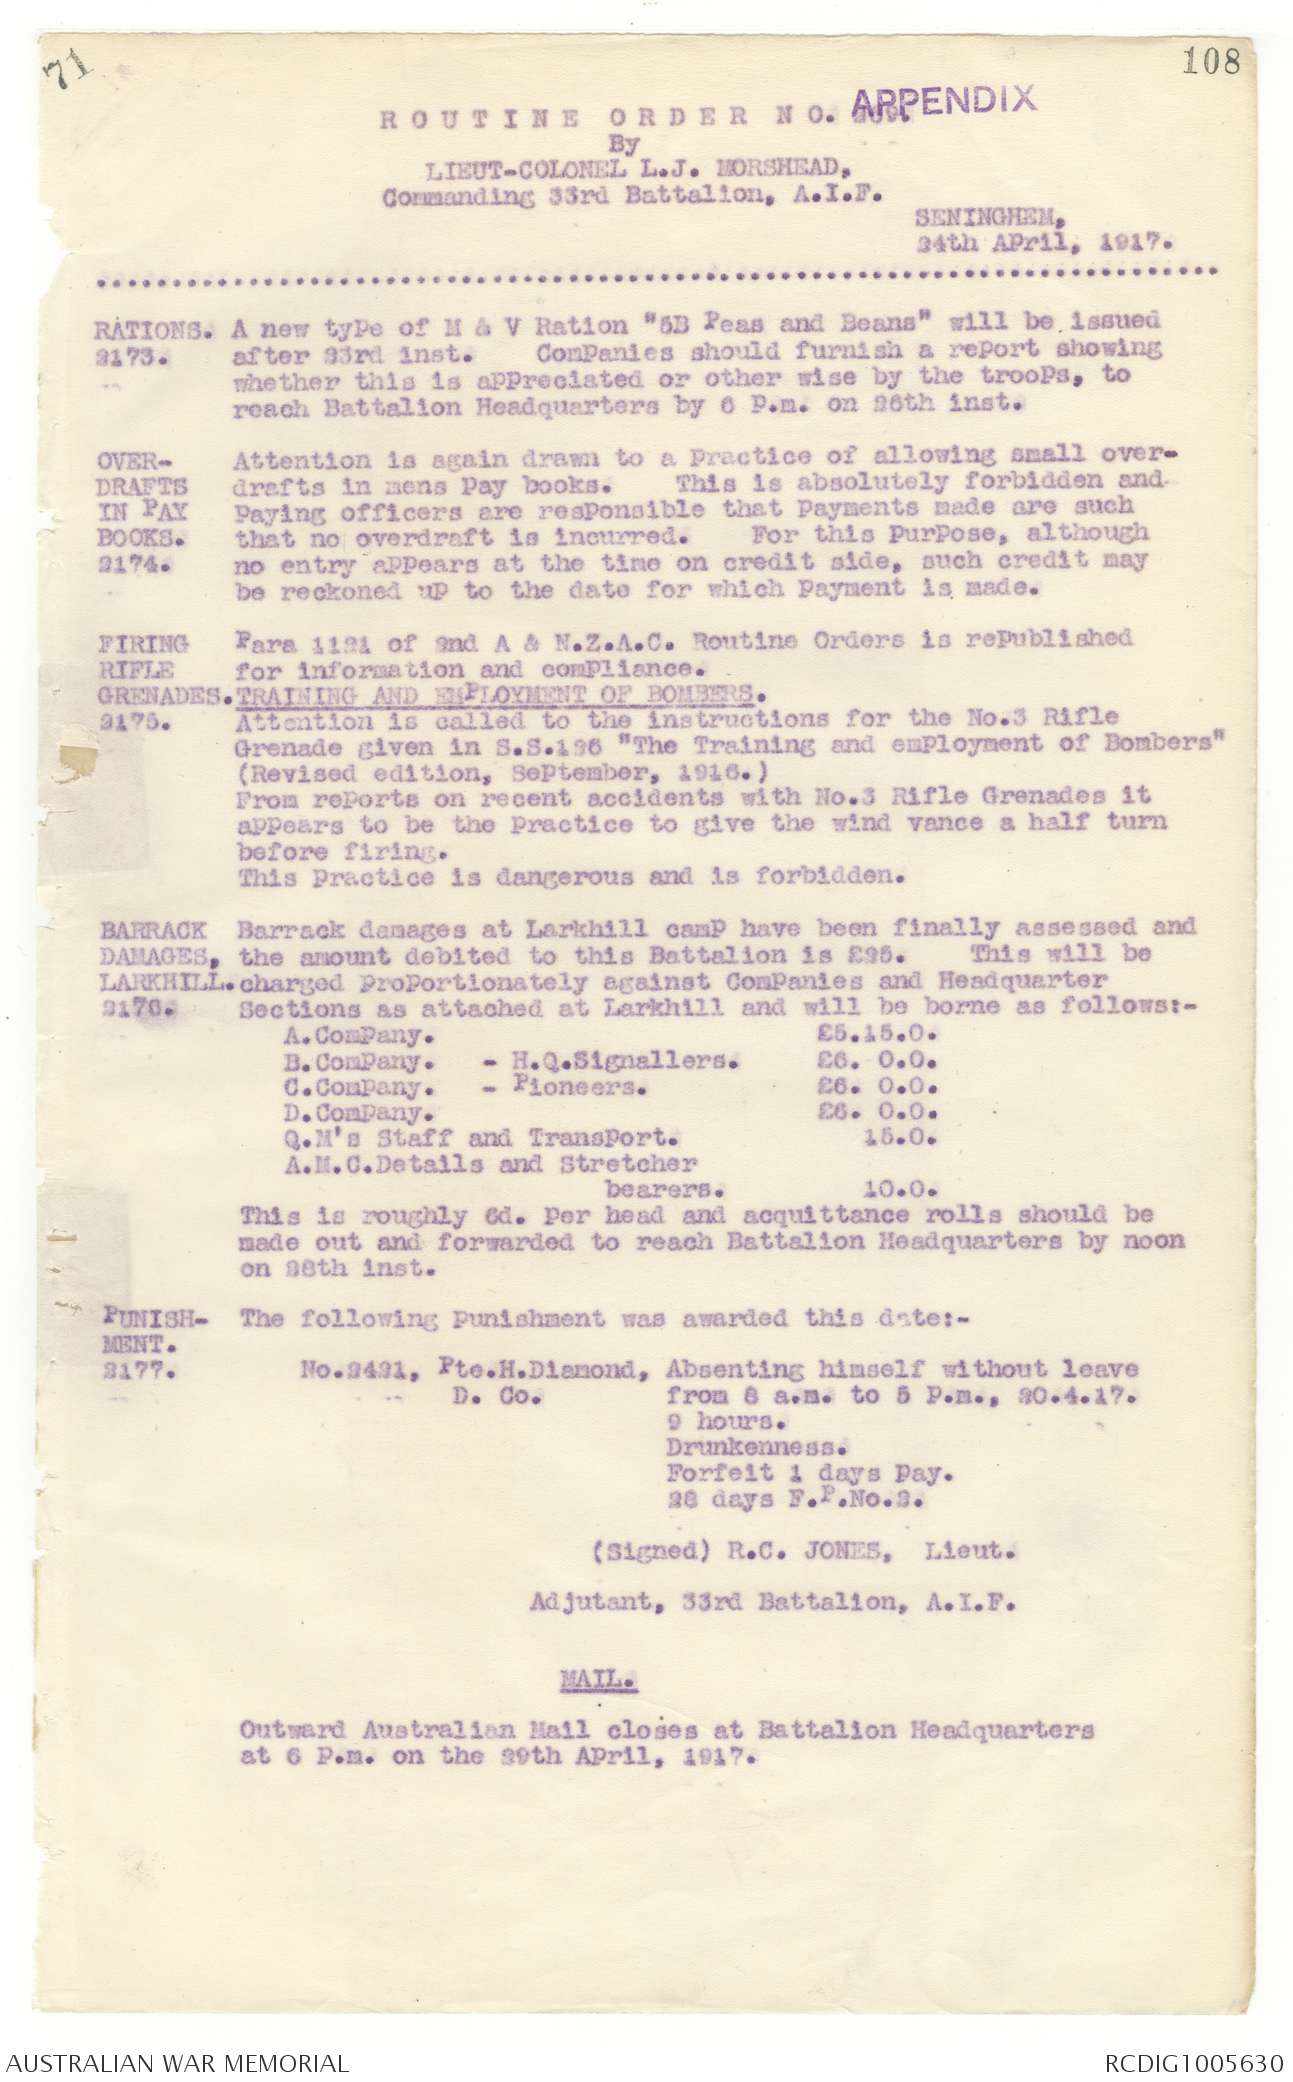 71
108
APPENDIX
ROUTINE ORDER NO.
By
LIEUT-COLONEL L.J. MORSHEAD,
Commanding 33rd Battalion, A.I.F.
SENINGHEM,
24th April, 1917.
RATIONS. A new type of M & V Ration "5B Peas and Beans" will be issued
2173. after 23rd inst. Companies should furnish a report showing
whether this is appreciated or other wise by the troops, to
reach Battalion Headquarters by 6 p.m. on 26th inst.
OVER- Attention is again drawn to a practice of allowing small over-
DRAFTS drafts in mens pay books. This is absolutely forbidden and
IN PAY paying officers are responsible that payments made are such
BOOKS. that no overdraft is incurred. For this purpose, although
2174. no entry appears at the time on credit side, such credit may
be reckoned up to the date for which payment is made.
FIRING Para 1121 of 2nd A & N.Z.A.C. Routine Orders is republished
RIFLE for information and compliance.
GRENADES. TRAINING AND EMPLOYMENT OF BOMBERS.
2175. Attention is called to the instructions for the No.3 Rifle
Grenade given in S.S.126 "The Training and employment of Bombers"
(Revised edition, September, 1916.)
From reports on recent accidents with No.3 Rifle Grenades it
appears to be the practice to give the wind vance a half turn
before firing.
This practice is dangerous and is forbidden.
BARRACK Barrack damages at Larkhill camp have been finally assessed and
DAMAGES, the amount debited to this Battalion is £25. This will be
LARKHILL. charged proportionately against Companies and Headquarter
2176. Sections as attached at Larkhill and will be borne as follows:-
A.Company. £5.15.0.
B.Company. - H.Q.Signallers. £6. 0.0.
C.Company. - Pioneers. £6. 0.0.
D.Company. £6. 0.0.
Q.M's Staff and Transport. 15.0.
A.M.C.Details and Stretcher
bearers. 10.0.
This is roughly 6d. per head and acquittance rolls should be
made out and forwarded to reach Battalion Headquarters by noon
on 28th inst.
PUNISH- The following punishment was awarded this date:-
MENT.
2177. No.2421, Pte.H.Diamond, Absenting himself without leave
D. Co. from 8 a.m. to 5 p.m., 20.4.17.
9 hours.
Drunkenness.
Forfeit 1 days pay.
28 days F.P.No.2.
(Signed) R.C. JONES, Lieut.
Adjutant, 33rd Battalion, A.I.F.
MAIL.
Outward Australian Mail closes at Battalion Headquarters
at 6 p.m. on the 29th April, 1917.
AUSTRALIAN WAR MEMORIAL
RCDIG1005630